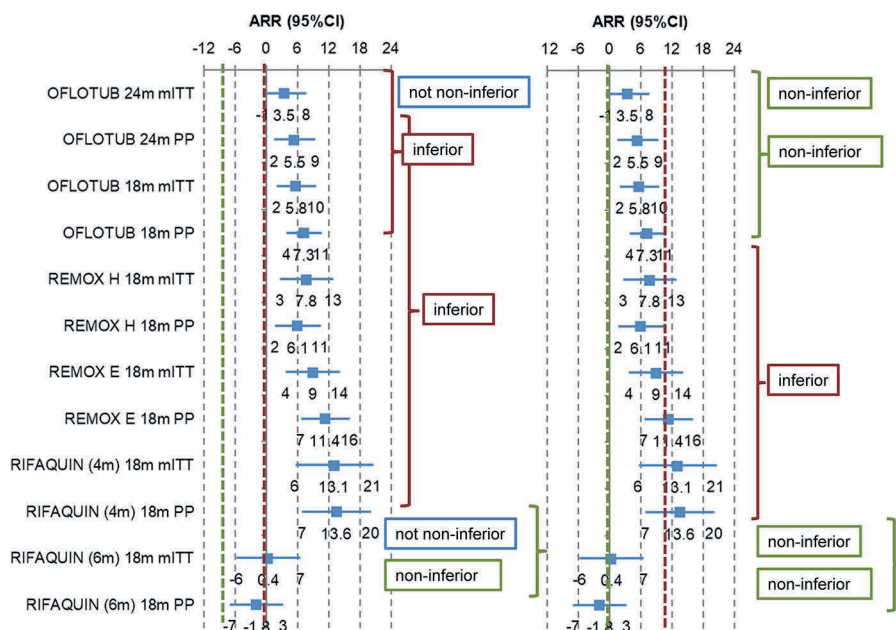 ARR (95%CI)
-12 -6 0 6 12 18 24
OFLOTUB 24m mITT
-1 3.5 8
OFLOTUB 24m PP
2 5.5 9
OFLOTUB 18m mITT
2 5.8 10
OFLOTUB 18m PP
4 7.3 11
REMOX H 18m mITT
3 7.8 13
REMOX H 18m PP
2 6.1 11
REMOX E 18m mITT
4 9 14
REMOX E 18m PP
7 11.4 16
RIFAQUIN (4m) 18m mITT
6 13.1 21
RIFAQUIN (4m) 18m PP
7 13.6 20
RIFAQUIN (6m) 18m mITT
-6 0.4 7
RIFAQUIN (6m) 18m PP
-7 -1.8 3
not non-inferior
inferior
inferior
not non-inferior
non-inferior
ARR (95%CI)
12 -6 0 6 12 18 24
-1 3.5 8
2 5.5 9
2 5.8 10
4 7.3 11
3 7.8 13
2 6.1 11
4 9 14
7 11.4 16
6 13.1 21
7 13.6 20
-6 0.4 7
-7 -1.8 3
non-inferior
non-inferior
inferior
non-inferior
non-inferior